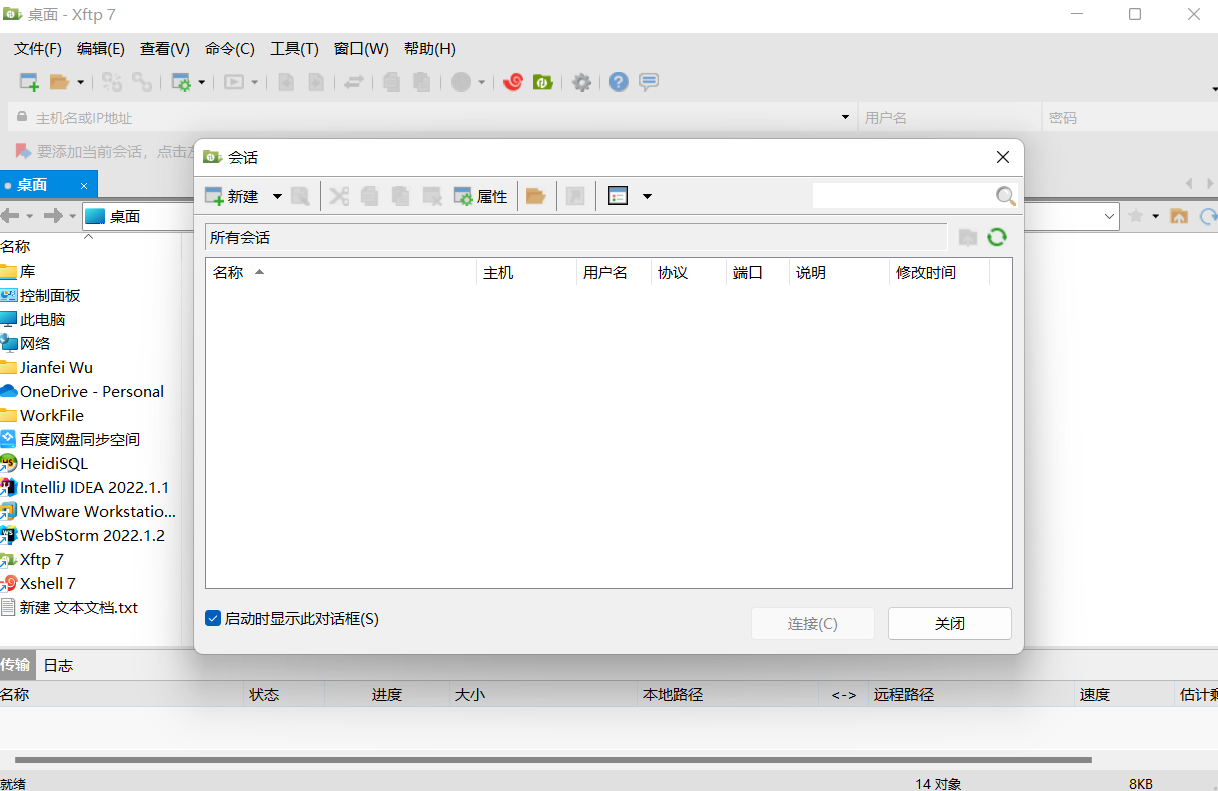 桌面 - Xftp 7
文件(F) 编辑(E) 查看(V) 命令(C) 工具(T) 窗口(W) 帮助(H)
主机名或IP地址 用户名 密码
要添加当前会话，点击左
桌面 ×
桌面
名称
库
控制面板
此电脑
网络
Jianfei Wu
OneDrive - Personal
WorkFile
百度网盘同步空间
HeidiSQL
IntelliJ IDEA 2022.1.1
VMware Workstatio...
WebStorm 2022.1.2
Xftp 7
Xshell 7
新建 文本文档.txt
会话
新建 属性
所有会话
名称 主机 用户名 协议 端口 说明 修改时间
启动时显示此对话框(S) 连接(C) 关闭
传输 日志
名称 状态 进度 大小 本地路径 <-> 远程路径 速度 估计剩
就绪 14 对象 8KB